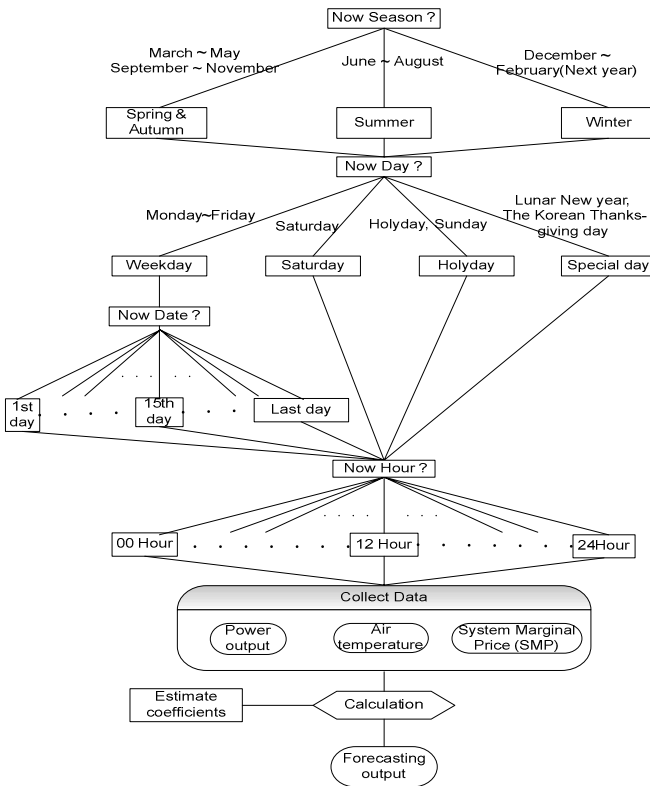 Now Season ?
March ~ May
September ~ November
June ~ August
December ~
February(Next year)
Spring &
Autumn
Summer
Winter
Now Day ?
Monday~Friday
Saturday
Holyday, Sunday
Lunar New year,
The Korean Thanks-
giving day
Weekday
Saturday
Holyday
Special day
Now Date ?
1st
day
15th
day
Last day
Now Hour ?
00 Hour
12 Hour
24Hour
Collect Data
Power
output
Air
temperature
System Marginal
Price (SMP)
Estimate
coefficients
Calculation
Forecasting
output